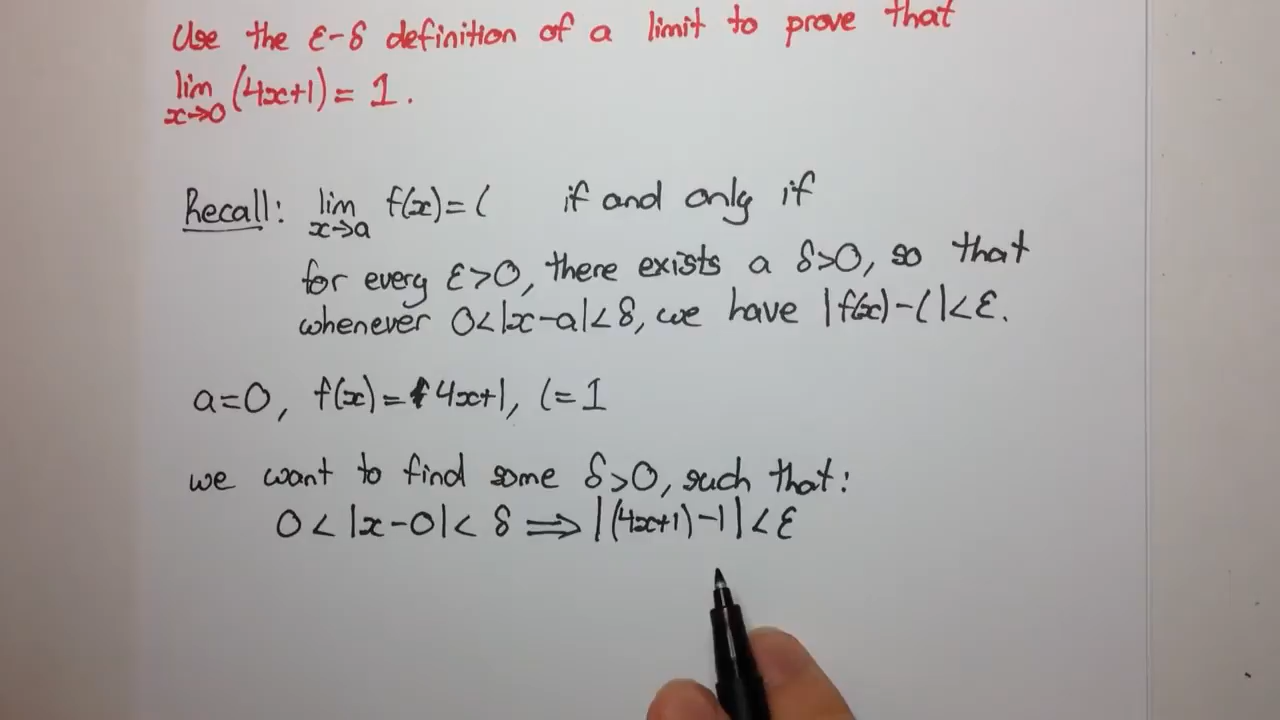 Use the ε-δ definition of a limit to prove that
lim x→0 (4x+1) = 1.
Recall: lim x→a f(x) = l if and only if
for every ε>0, there exists a δ>0, so that
whenever 0<|x-a|<δ, we have |f(x)-l|<ε.
a=0, f(x)= 4x+1, l=1
we want to find some δ>0, such that:
0<|x-0|<δ ⟹ |(4x+1)-1|<ε